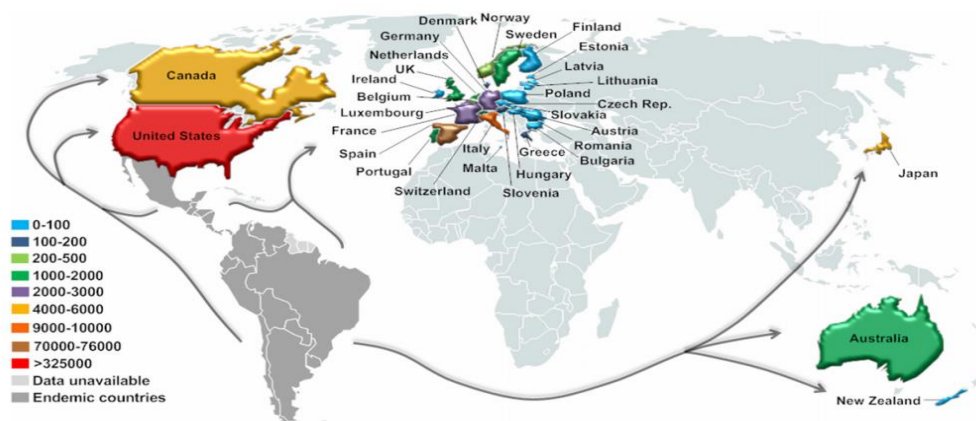 Norway
Denmark
Sweden
Finland
Germany
Estonia
Netherlands
Latvia
UK
Lithuania
Ireland
Poland
Belgium
Czech Rep.
Luxembourg
Slovakia
France
Austria
Spain
Italy
Greece
Romania
Portugal
Malta
Hungary
Bulgaria
Switzerland
Slovenia
Canada
United States
Japan
Australia
New Zealand
0-100
100-200
200-500
1000-2000
2000-3000
4000-6000
9000-10000
70000-76000
>325000
Data unavailable
Endemic countries